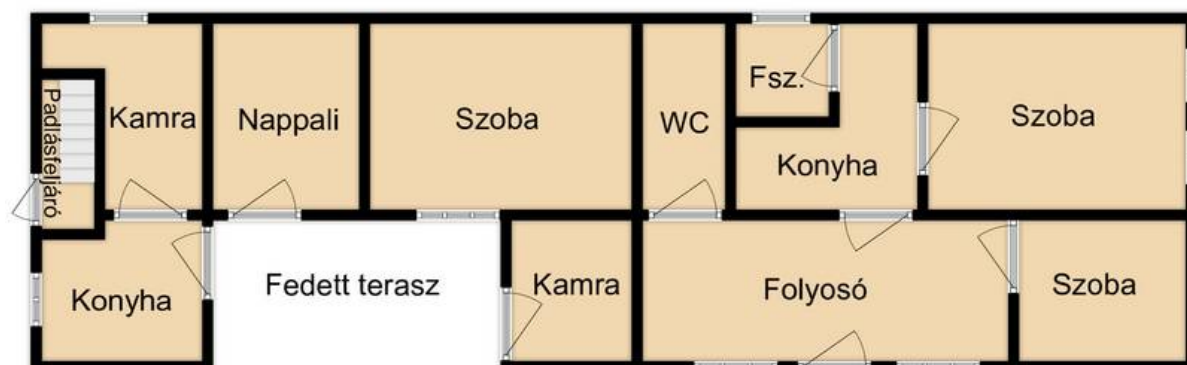 Padlásfeljáró
Kamra
Nappali
Szoba
WC
Fsz.
Konyha
Szoba
Konyha
Fedett terasz
Kamra
Folyosó
Szoba